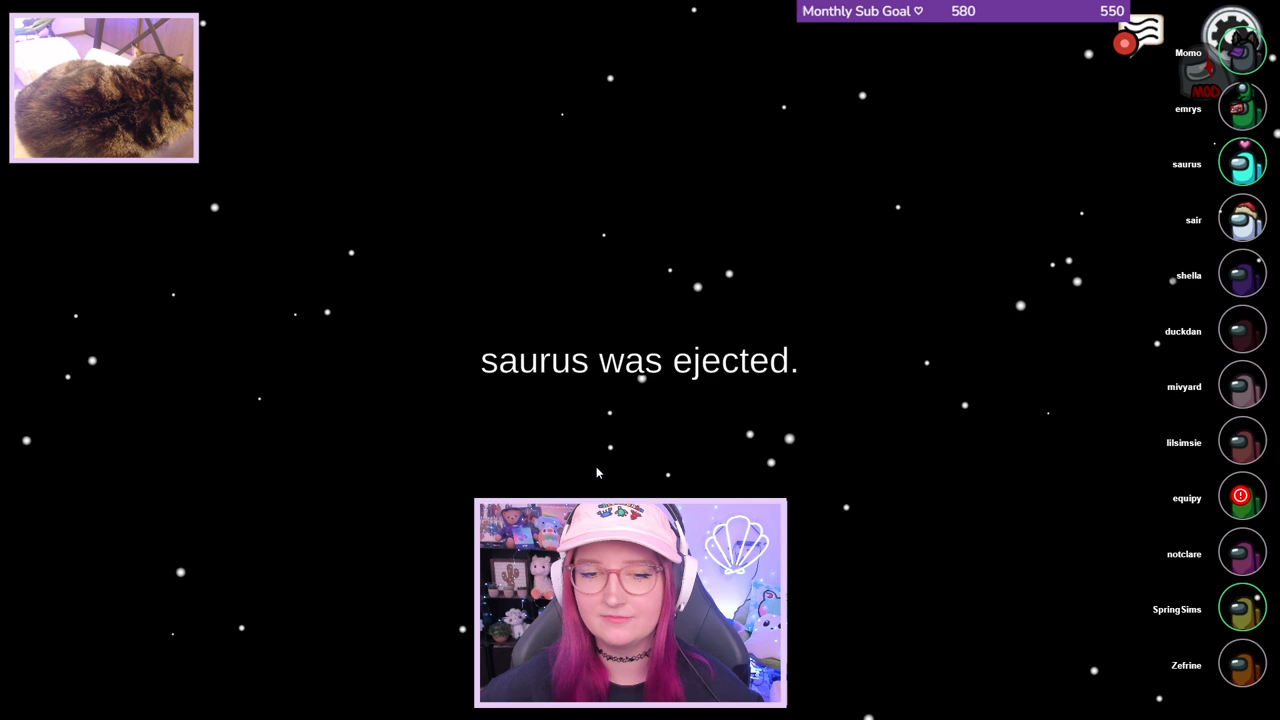 Monthly Sub Goal ♡ 580 550
Momo
MOD
emrys
saurus
sair
shella
saurus was ejected.
duckdan
mivyard
lilsimsie
equipy
notclare
SpringSims
Zefrine